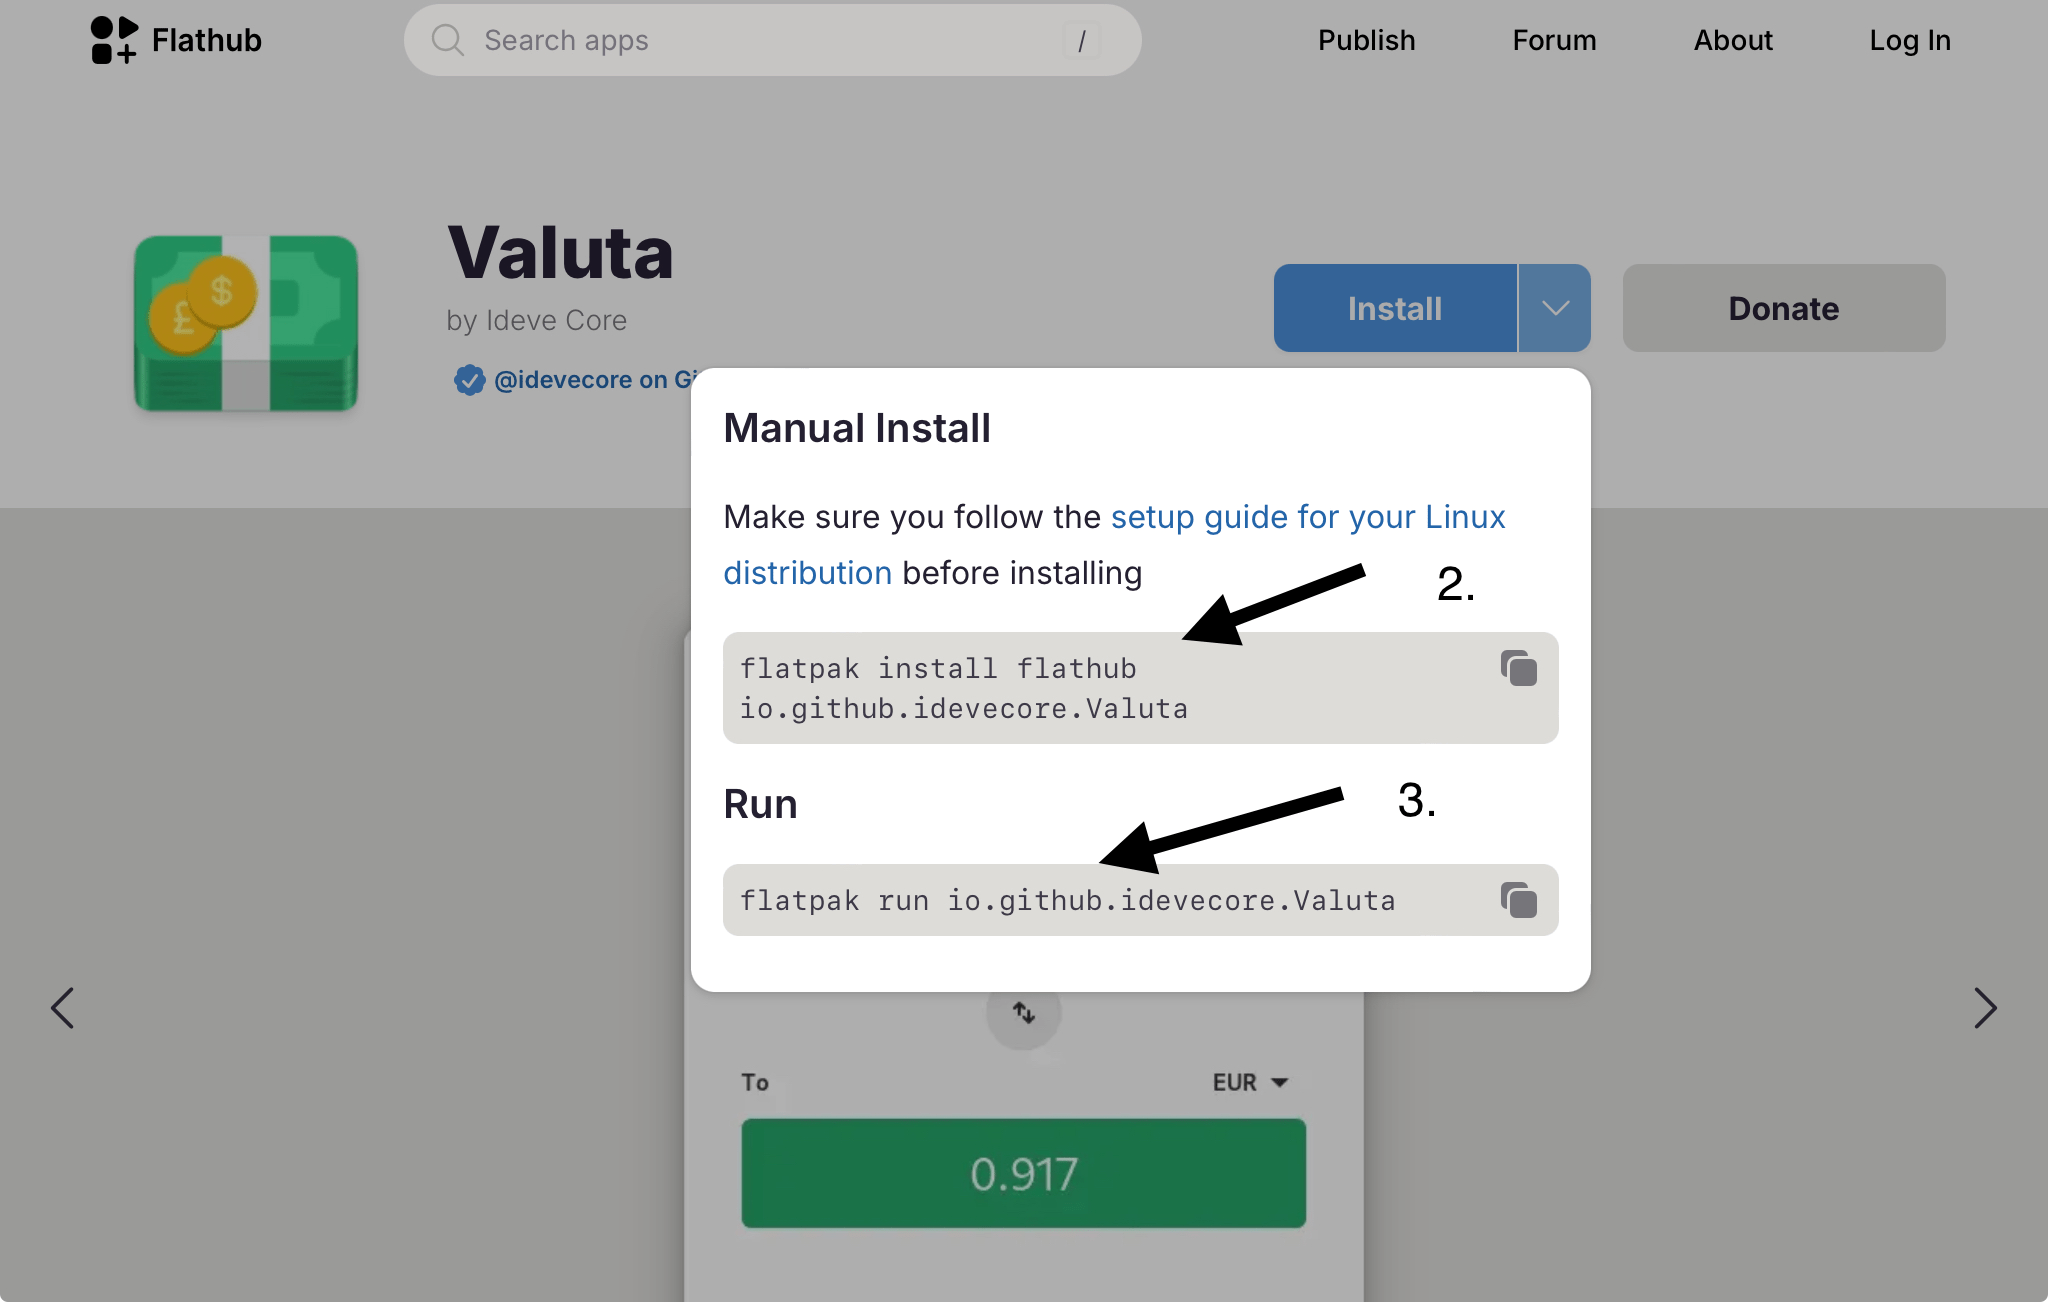 Flathub
Search apps
/
Publish
Forum
About
Log In
Valuta
by Ideve Core
Install
Donate
@idevecore on Gi
Manual Install
Make sure you follow the setup guide for your Linux
distribution before installing
2.
flatpak install flathub
io.github.idevecore.Valuta
Run
3.
flatpak run io.github.idevecore.Valuta
To
EUR
0.917
$
£